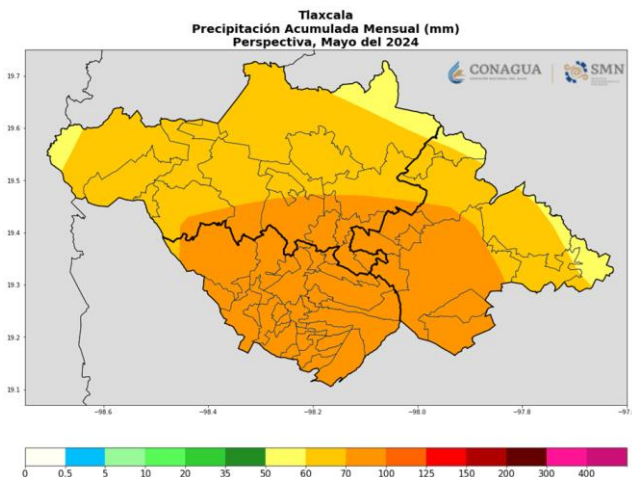 Tlaxcala
Precipitación Acumulada Mensual (mm)
Perspectiva, Mayo del 2024
CONAGUA
SMN
19.7
19.6
19.5
19.4
19.3
19.2
19.1
−98.6
−98.4
−98.2
−98.0
−97.8
0 0.5 5 10 20 35 50 60 70 100 125 150 200 300 400